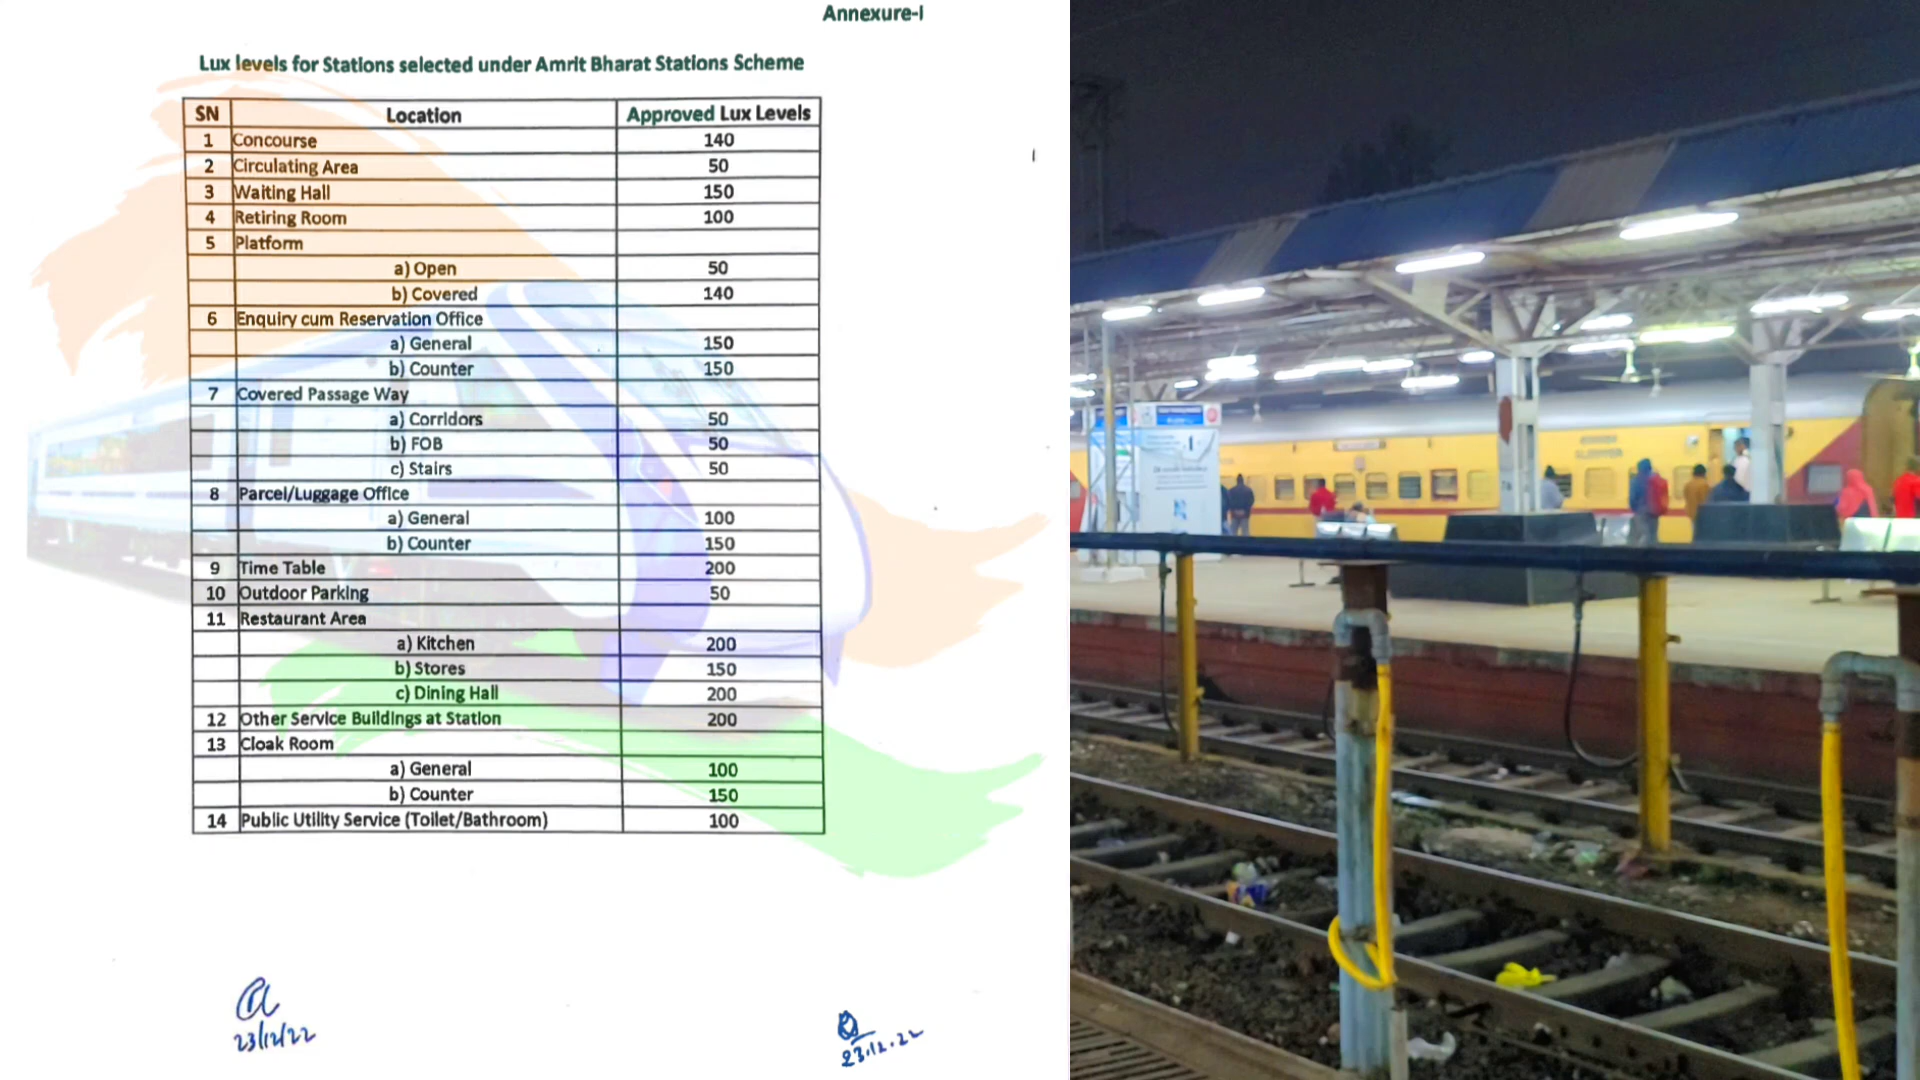 Annexure-I
Lux levels for Stations selected under Amrit Bharat Stations Scheme
SN Location Approved Lux Levels
1 Concourse 140
2 Circulating Area 50
3 Waiting Hall 150
4 Retiring Room 100
5 Platform
a) Open 50
b) Covered 140
6 Enquiry cum Reservation Office
a) General 150
b) Counter 150
7 Covered Passage Way
a) Corridors 50
b) FOB 50
c) Stairs 50
8 Parcel/Luggage Office
a) General 100
b) Counter 150
9 Time Table 200
10 Outdoor Parking 50
11 Restaurant Area
a) Kitchen 200
b) Stores 150
c) Dining Hall 200
12 Other Service Buildings at Station 200
13 Cloak Room
a) General 100
b) Counter 150
14 Public Utility Service (Toilet/Bathroom) 100
23/12/22
23.12.22